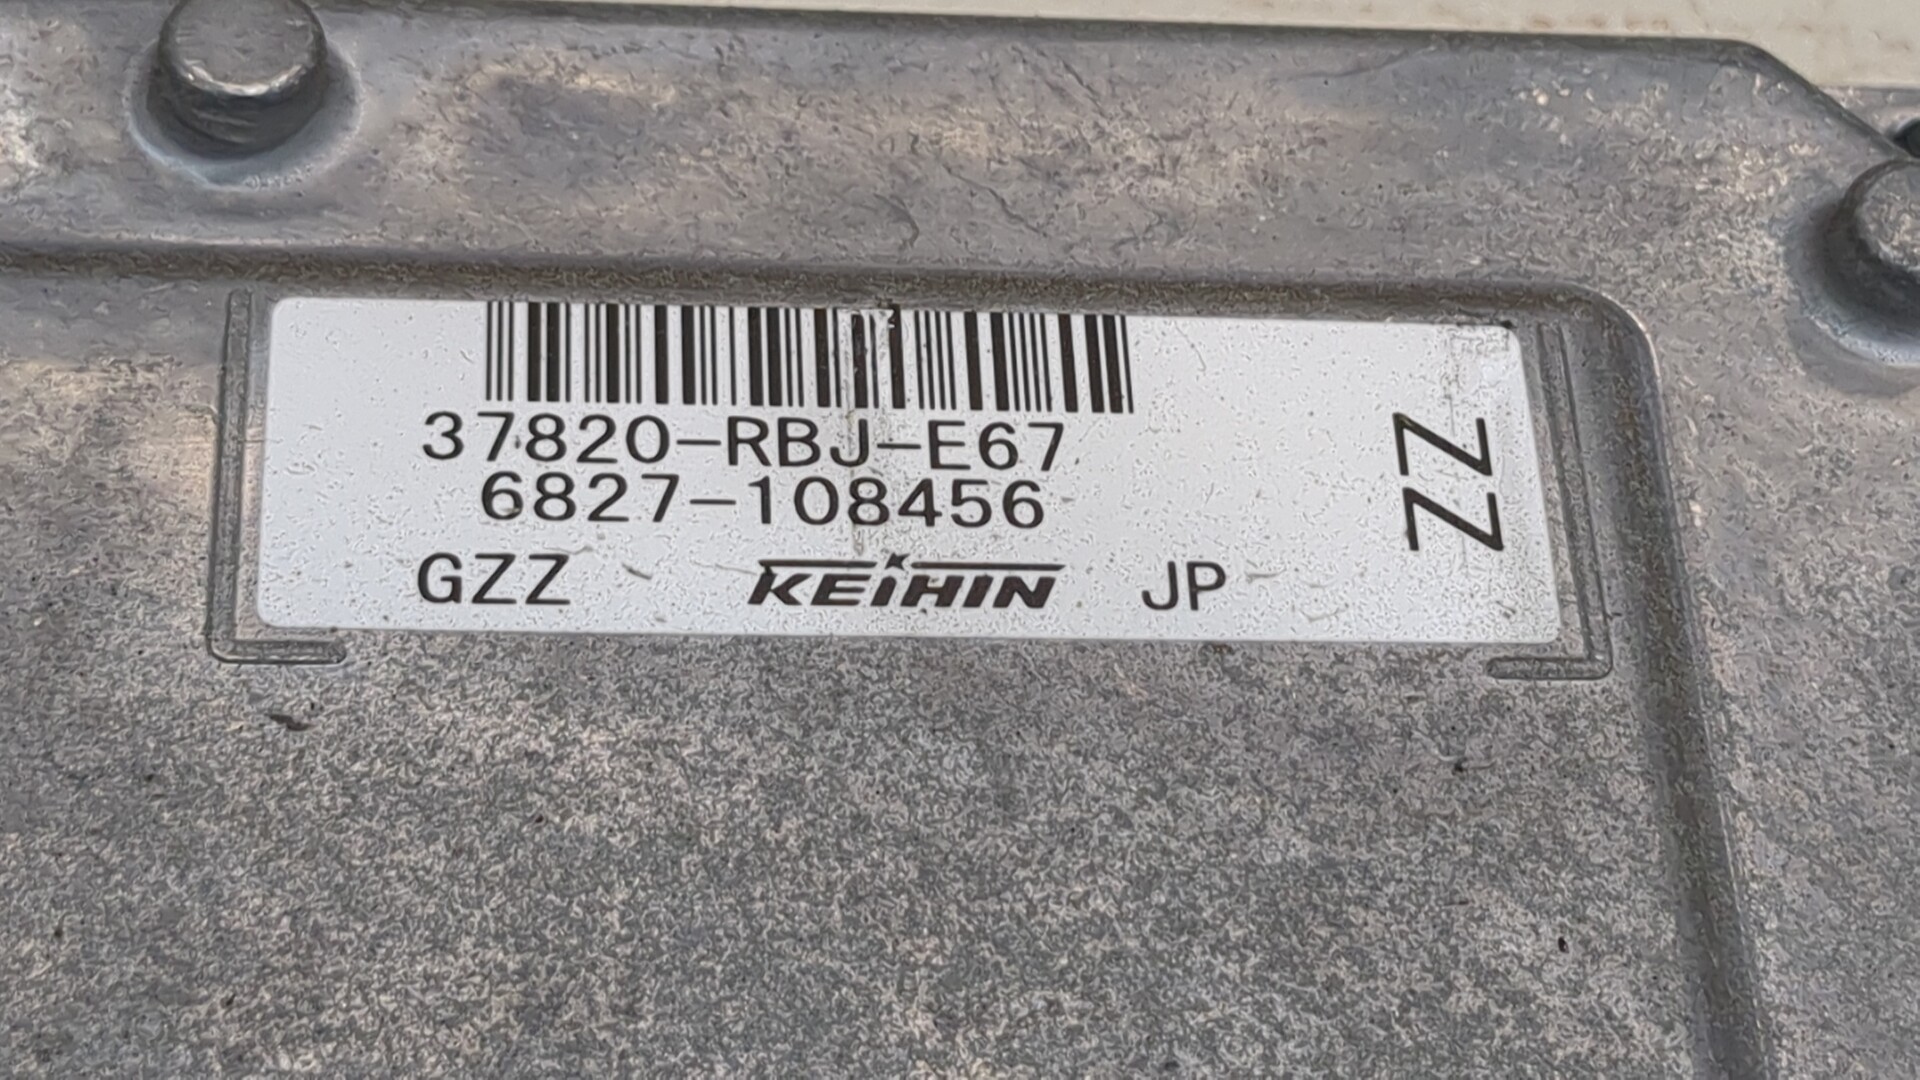 37820-RBJ-E67
6827-108456
GZZ KEIHIN JP
ZZ